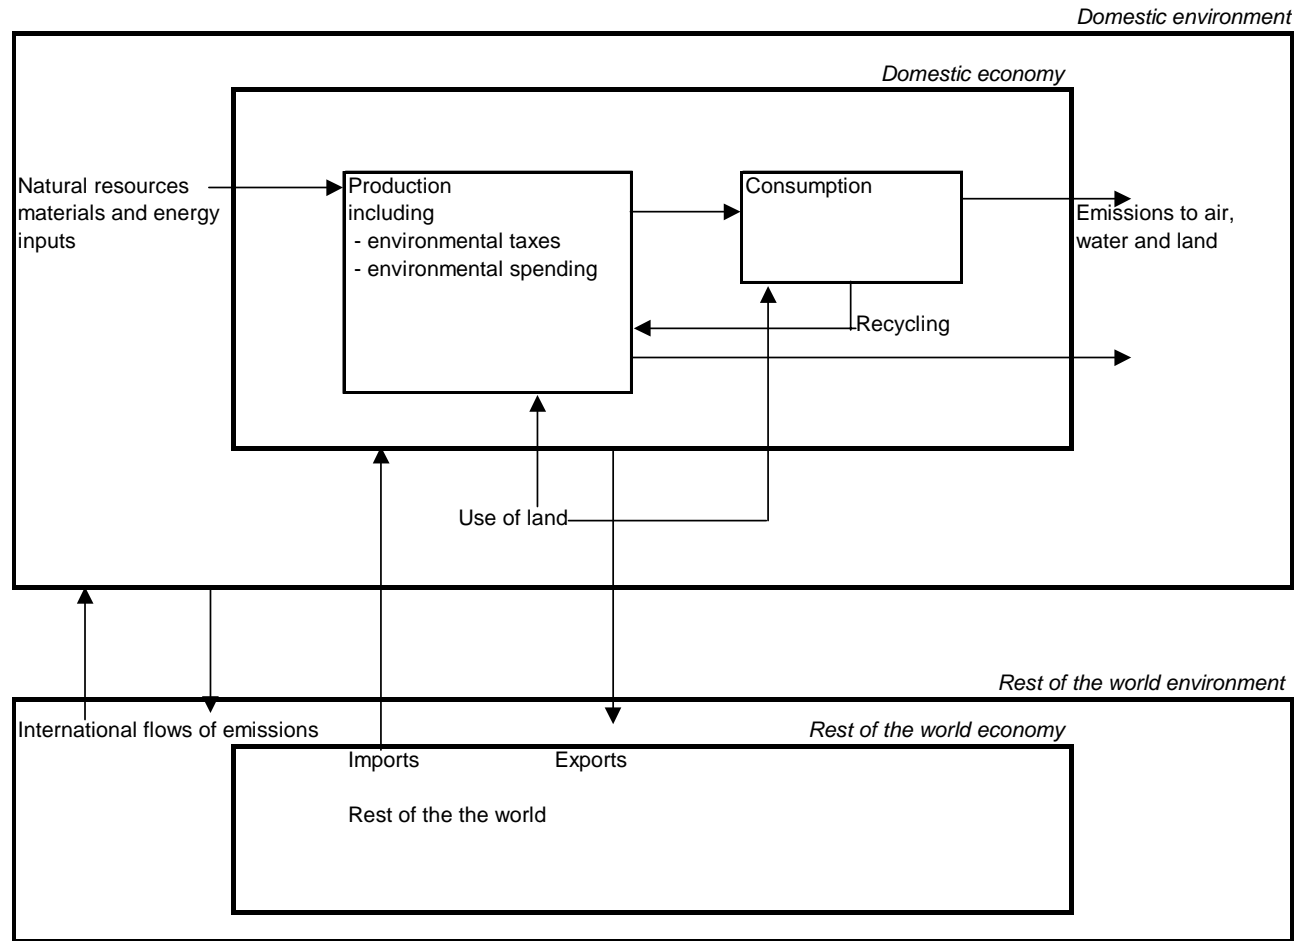 Domestic environment
Domestic economy
Natural resources
materials and energy
inputs
Production
including
- environmental taxes
- environmental spending
Consumption
Emissions to air,
water and land
Recycling
Use of land
Rest of the world environment
International flows of emissions
Rest of the world economy
Imports
Exports
Rest of the the world